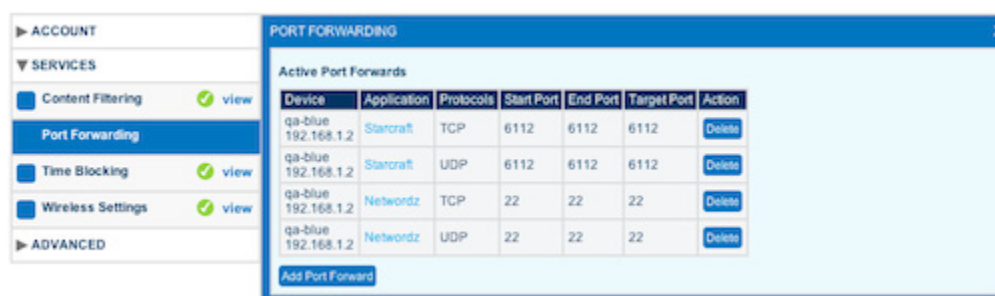 ACCOUNT
SERVICES
Content Filtering view
Port Forwarding
Time Blocking view
Wireless Settings view
ADVANCED
PORT FORWARDING
Active Port Forwards
Device Application Protocols Start Port End Port Target Port Action
qa-blue
192.168.1.2 Starcraft TCP 6112 6112 6112 Delete
qa-blue
192.168.1.2 Starcraft UDP 6112 6112 6112 Delete
qa-blue
192.168.1.2 Networdz TCP 22 22 22 Delete
qa-blue
192.168.1.2 Networdz UDP 22 22 22 Delete
Add Port Forward